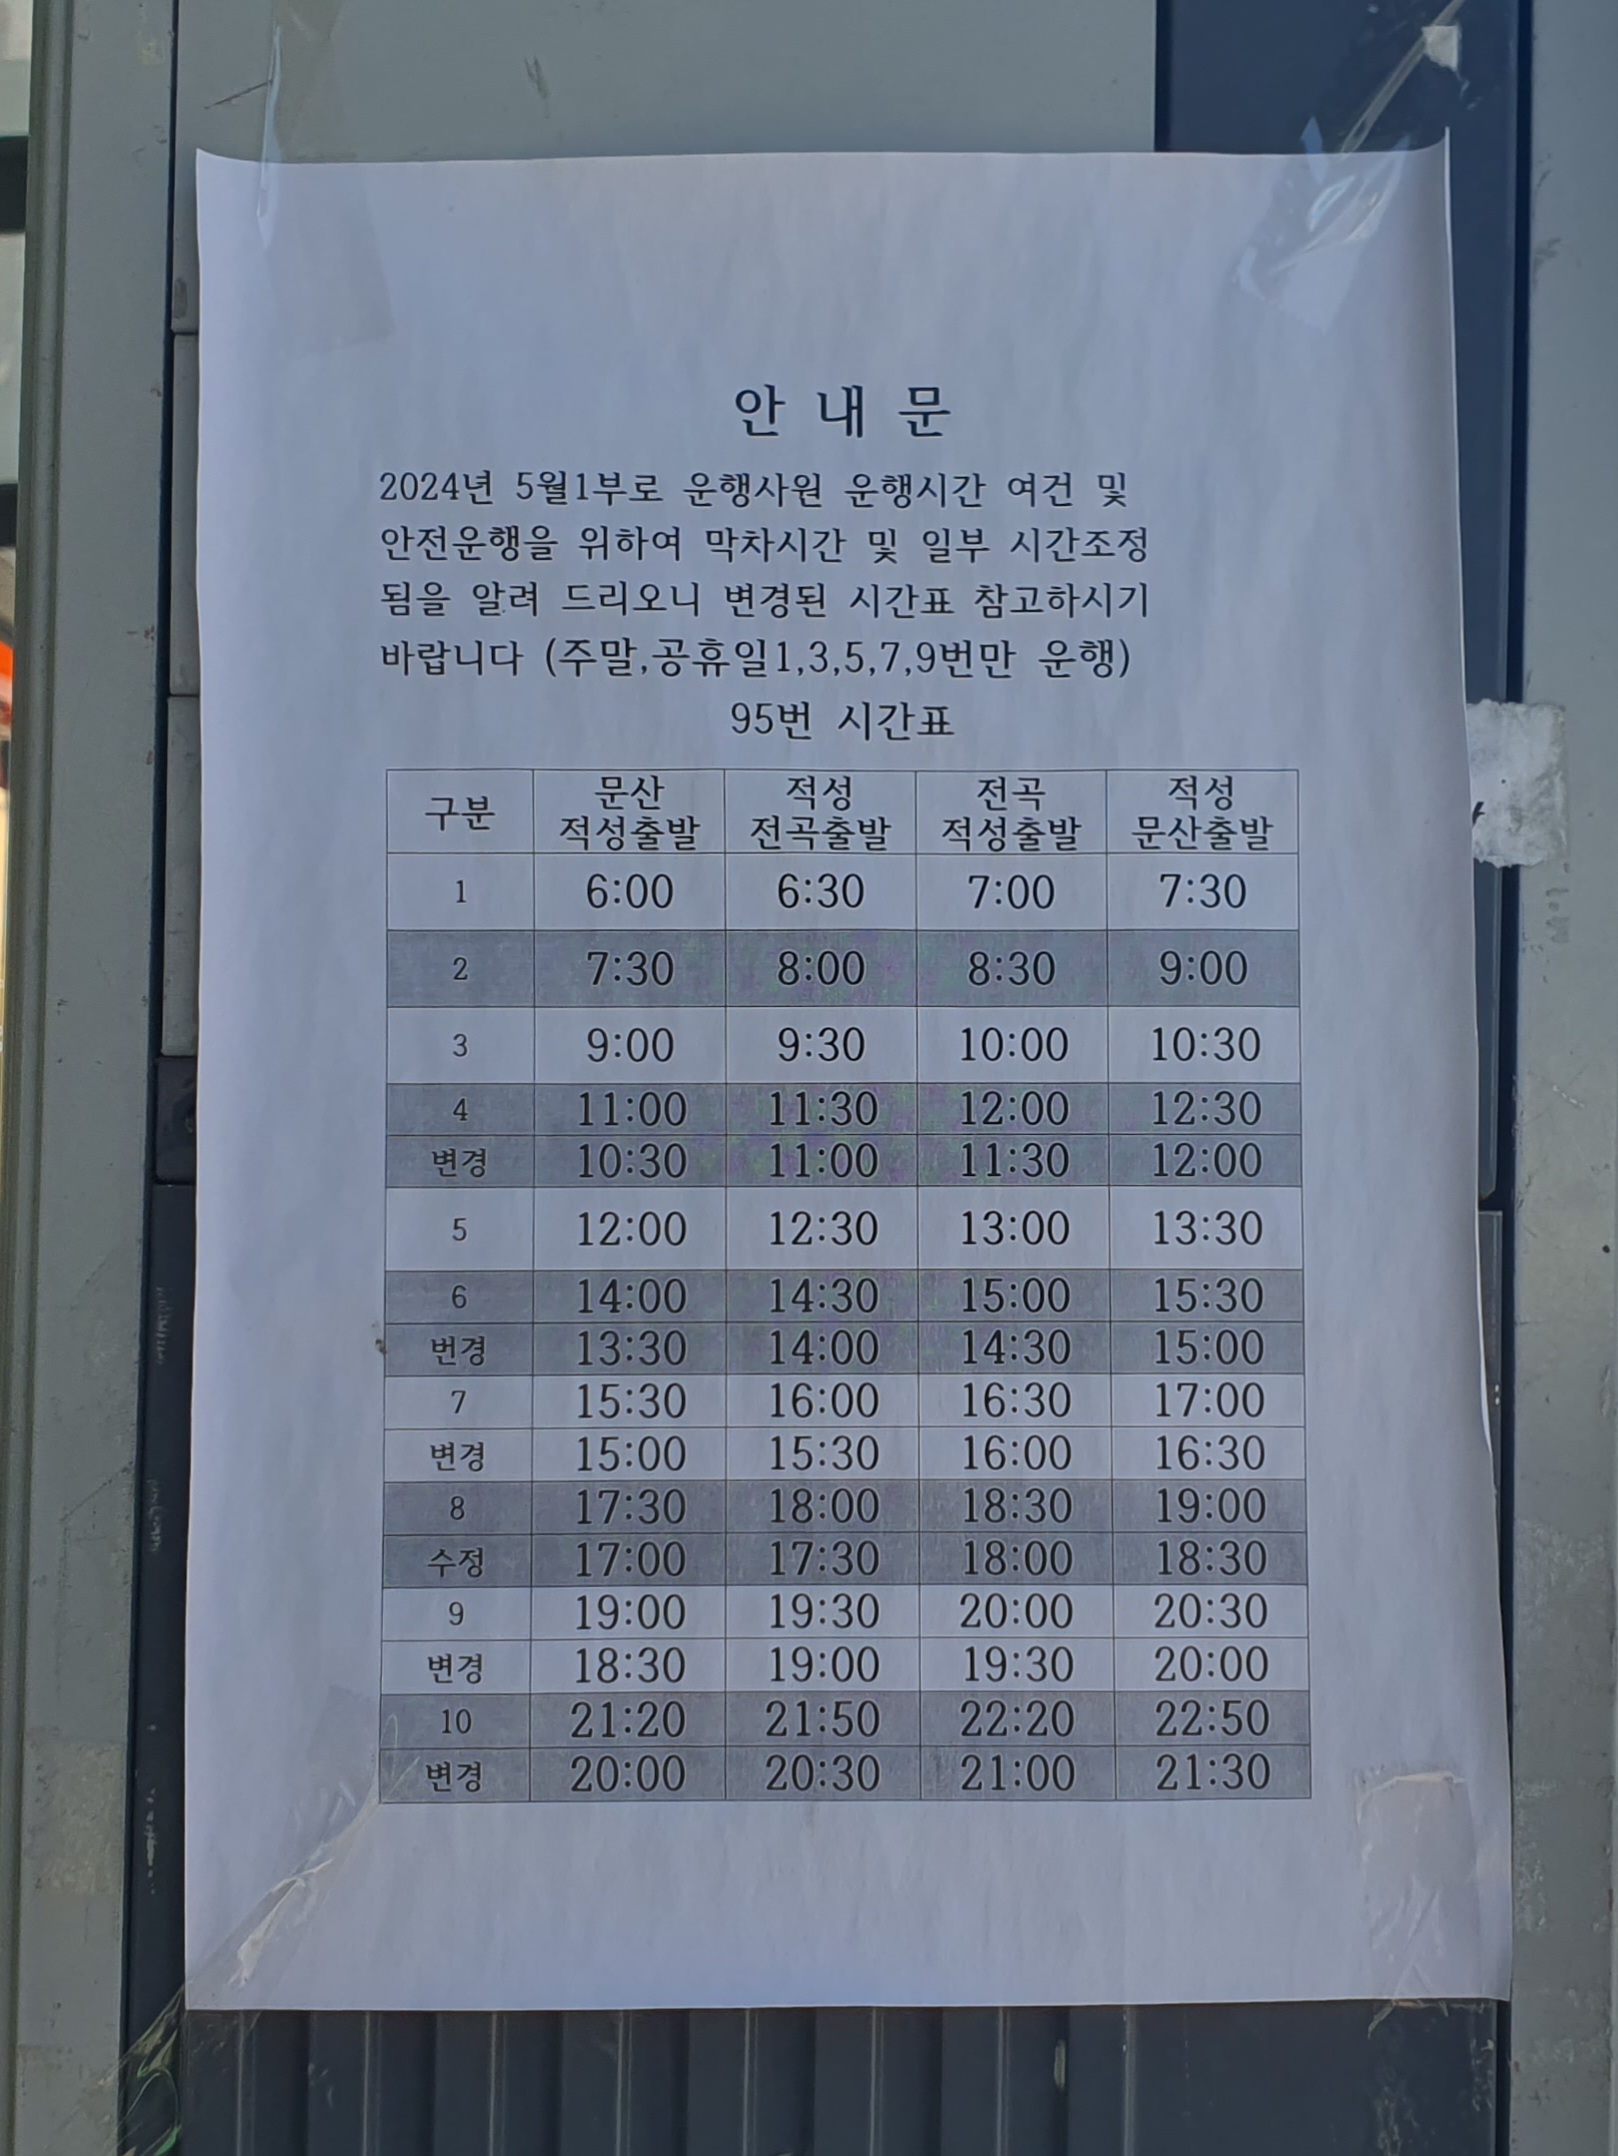 안 내 문
2024년 5월1부로 운행사원 운행시간 여건 및
안전운행을 위하여 막차시간 및 일부 시간조정
됨을 알려 드리오니 변경된 시간표 참고하시기
바랍니다 (주말,공휴일1,3,5,7,9번만 운행)
95번 시간표
구분 문산 적성출발 적성 전곡출발 전곡 적성출발 적성 문산출발
1 6:00 6:30 7:00 7:30
2 7:30 8:00 8:30 9:00
3 9:00 9:30 10:00 10:30
4 11:00 11:30 12:00 12:30
변경 10:30 11:00 11:30 12:00
5 12:00 12:30 13:00 13:30
6 14:00 14:30 15:00 15:30
번경 13:30 14:00 14:30 15:00
7 15:30 16:00 16:30 17:00
변경 15:00 15:30 16:00 16:30
8 17:30 18:00 18:30 19:00
수정 17:00 17:30 18:00 18:30
9 19:00 19:30 20:00 20:30
변경 18:30 19:00 19:30 20:00
10 21:20 21:50 22:20 22:50
변경 20:00 20:30 21:00 21:30